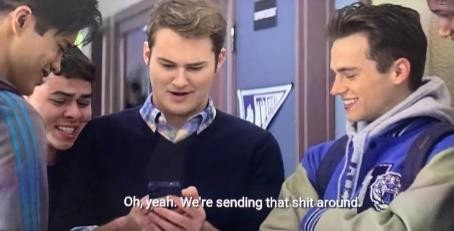 Oh, yeah. We're sending that shit around.